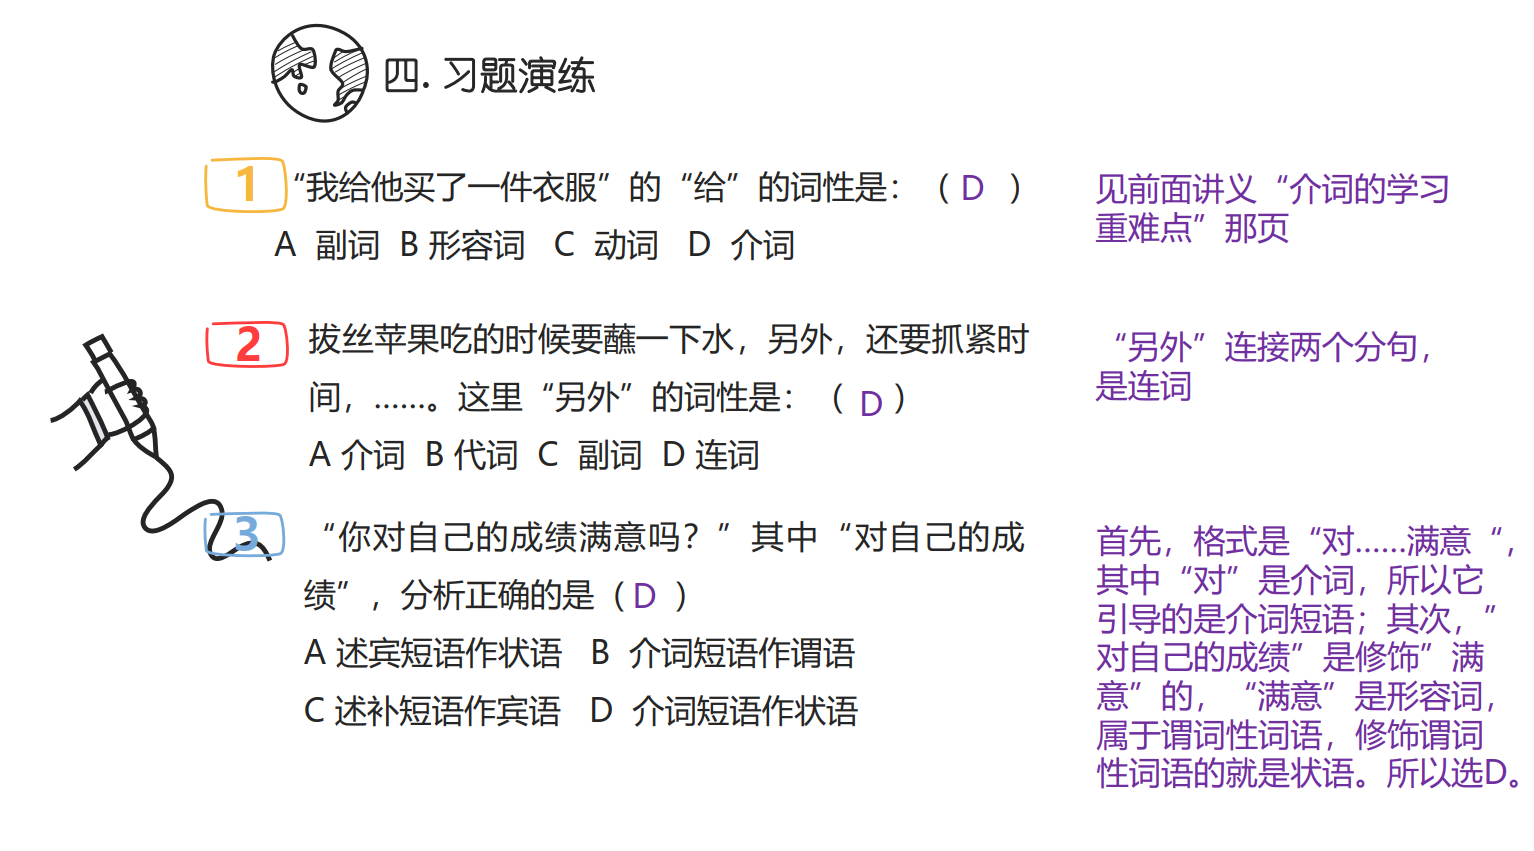 四. 习题演练
1 “我给他买了一件衣服”的“给”的词性是：（ D ）
A 副词 B 形容词 C 动词 D 介词
见前面讲义“介词的学习
重难点”那页
2 拔丝苹果吃的时候要蘸一下水，另外，还要抓紧时
间，……。这里“另外”的词性是：（ D ）
A 介词 B 代词 C 副词 D 连词
“另外”连接两个分句，
是连词
3 “你对自己的成绩满意吗？”其中“对自己的成
绩”，分析正确的是（ D ）
A 述宾短语作状语 B 介词短语作谓语
C 述补短语作宾语 D 介词短语作状语
首先，格式是“对……满意“，
其中“对”是介词，所以它
引导的是介词短语；其次，”
对自己的成绩”是修饰”满
意”的，“满意”是形容词，
属于谓词性词语，修饰谓词
性词语的就是状语。所以选D。